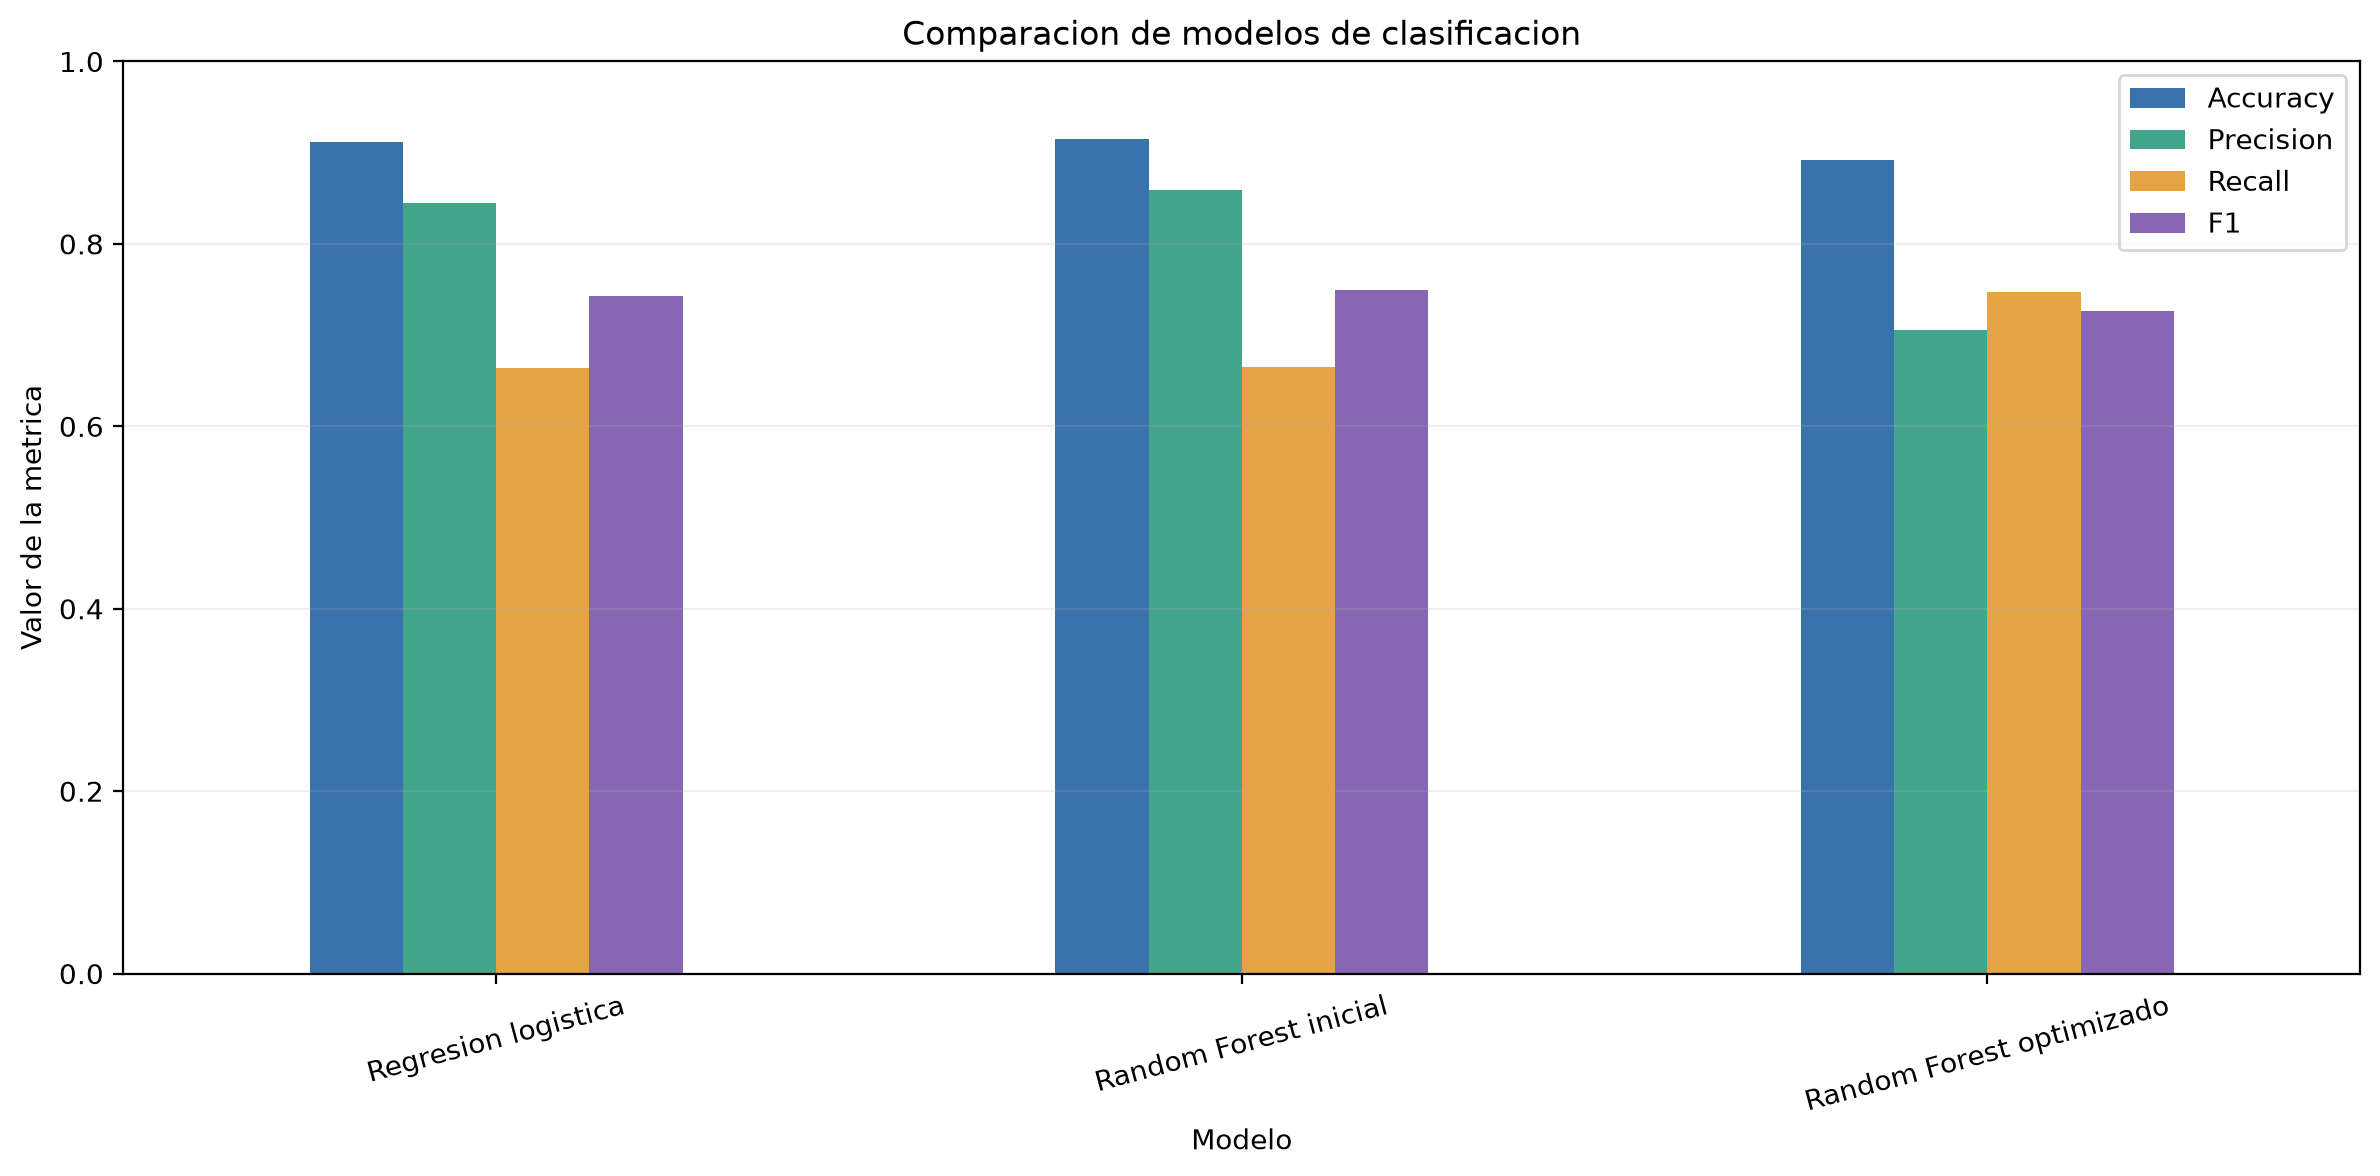 Comparacion de modelos de clasificacion
1.0
0.8
0.6
0.4
0.2
0.0
Valor de la metrica
Accuracy
Precision
Recall
F1
Regresion logistica
Random Forest inicial
Random Forest optimizado
Modelo